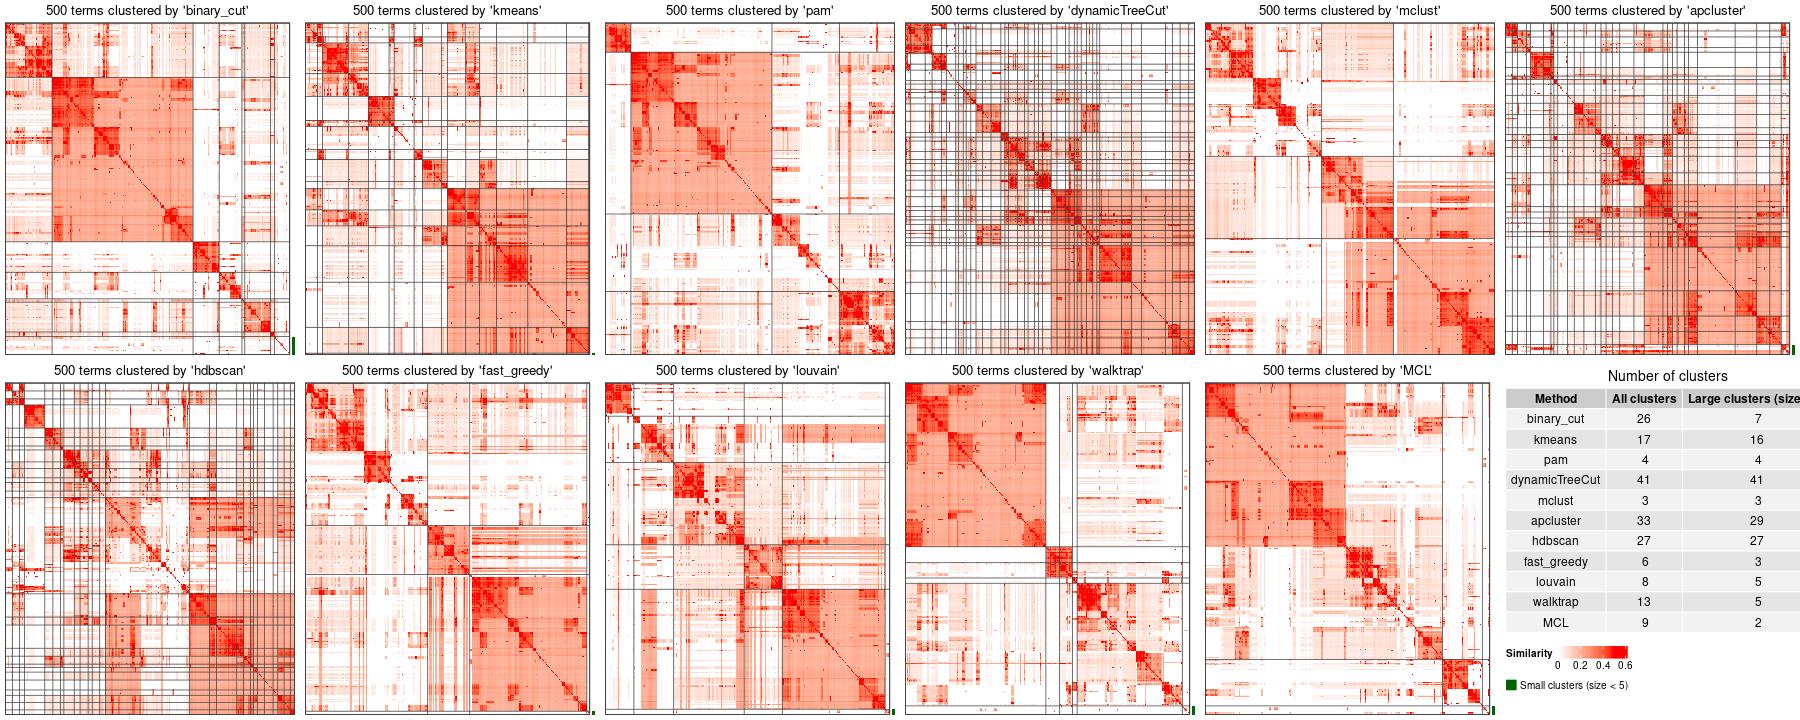 500 terms clustered by 'binary_cut'
500 terms clustered by 'kmeans'
500 terms clustered by 'pam'
500 terms clustered by 'dynamicTreeCut'
500 terms clustered by 'mclust'
500 terms clustered by 'apcluster'
500 terms clustered by 'hdbscan'
500 terms clustered by 'fast_greedy'
500 terms clustered by 'louvain'
500 terms clustered by 'walktrap'
500 terms clustered by 'MCL'
Number of clusters
Method All clusters Large clusters (size
binary_cut 26 7
kmeans 17 16
pam 4 4
dynamicTreeCut 41 41
mclust 3 3
apcluster 33 29
hdbscan 27 27
fast_greedy 6 3
louvain 8 5
walktrap 13 5
MCL 9 2
Similarity
0 0.2 0.4 0.6
Small clusters (size < 5)